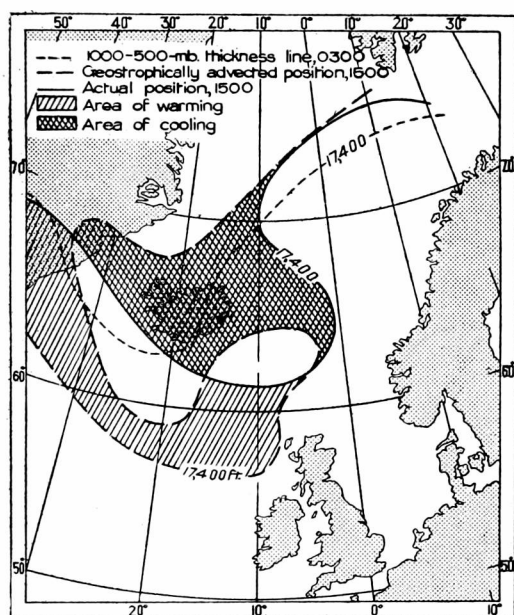 50° 40° 30° 20° 10° 0° 10° 20° 30°
1000-500-mb. thickness line, 0300
Geostrophically advected position, 1500
Actual position, 1500
Area of warming
Area of cooling
17,400
70° 70°
17,400
60° 60°
17,400 Ft.
50° 50°
20° 10° 0° 10°